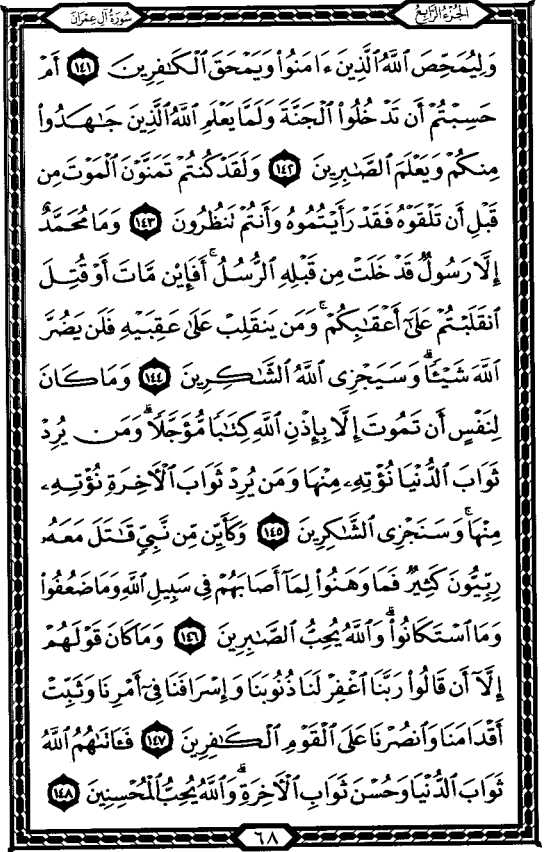 الجزء الرابع
سورة آل عمران
وَلِيُمَحِّصَ ٱللَّهُ ٱلَّذِينَ ءَامَنُوا۟ وَيَمْحَقَ ٱلْكَـٰفِرِينَ ١٤١ أَمْ
حَسِبْتُمْ أَن تَدْخُلُوا۟ ٱلْجَنَّةَ وَلَمَّا يَعْلَمِ ٱللَّهُ ٱلَّذِينَ جَـٰهَدُوا۟
مِنكُمْ وَيَعْلَمَ ٱلصَّـٰبِرِينَ ١٤٢ وَلَقَدْ كُنتُمْ تَمَنَّوْنَ ٱلْمَوْتَ مِن
قَبْلِ أَن تَلْقَوْهُ فَقَدْ رَأَيْتُمُوهُ وَأَنتُمْ تَنظُرُونَ ١٤٣ وَمَا مُحَمَّدٌ
إِلَّا رَسُولٌ قَدْ خَلَتْ مِن قَبْلِهِ ٱلرُّسُلُ ۚ أَفَإِي۟ن مَّاتَ أَوْ قُتِلَ
ٱنقَلَبْتُمْ عَلَىٰٓ أَعْقَـٰبِكُمْ ۚ وَمَن يَنقَلِبْ عَلَىٰ عَقِبَيْهِ فَلَن يَضُرَّ
ٱللَّهَ شَيْـًٔا ۗ وَسَيَجْزِى ٱللَّهُ ٱلشَّـٰكِرِينَ ١٤٤ وَمَا كَانَ
لِنَفْسٍ أَن تَمُوتَ إِلَّا بِإِذْنِ ٱللَّهِ كِتَـٰبًا مُّؤَجَّلًا ۗ وَمَن يُرِدْ
ثَوَابَ ٱلدُّنْيَا نُؤْتِهِۦ مِنْهَا وَمَن يُرِدْ ثَوَابَ ٱلْـَٔاخِرَةِ نُؤْتِهِۦ
مِنْهَا ۚ وَسَنَجْزِى ٱلشَّـٰكِرِينَ ١٤٥ وَكَأَيِّن مِّن نَّبِىٍّ قَـٰتَلَ مَعَهُۥ
رِبِّيُّونَ كَثِيرٌ فَمَا وَهَنُوا۟ لِمَآ أَصَابَهُمْ فِى سَبِيلِ ٱللَّهِ وَمَا ضَعُفُوا۟
وَمَا ٱسْتَكَانُوا۟ ۗ وَٱللَّهُ يُحِبُّ ٱلصَّـٰبِرِينَ ١٤٦ وَمَا كَانَ قَوْلَهُمْ
إِلَّآ أَن قَالُوا۟ رَبَّنَا ٱغْفِرْ لَنَا ذُنُوبَنَا وَإِسْرَافَنَا فِىٓ أَمْرِنَا وَثَبِّتْ
أَقْدَامَنَا وَٱنصُرْنَا عَلَى ٱلْقَوْمِ ٱلْكَـٰفِرِينَ ١٤٧ فَـَٔاتَىٰهُمُ ٱللَّهُ
ثَوَابَ ٱلدُّنْيَا وَحُسْنَ ثَوَابِ ٱلْـَٔاخِرَةِ ۗ وَٱللَّهُ يُحِبُّ ٱلْمُحْسِنِينَ ١٤٨
٦٨